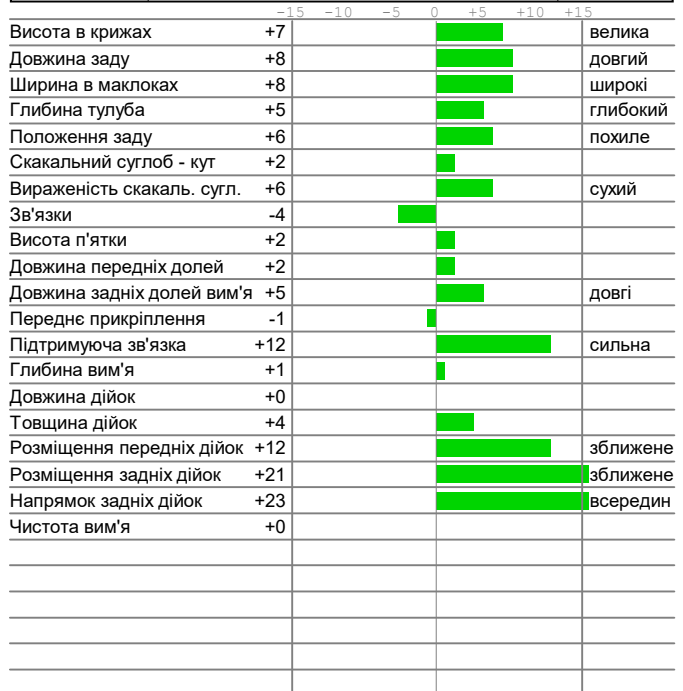 -15 -10 -5 0 +5 +10 +15
Висота в крижах +7 велика
Довжина заду +8 довгий
Ширина в маклоках +8 широкі
Глибина тулуба +5 глибокий
Положення заду +6 похиле
Скакальний суглоб - кут +2
Вираженість скакаль. сугл. +6 сухий
Зв'язки -4
Висота п'ятки +2
Довжина передніх долей +2
Довжина задніх долей вим'я +5 довгі
Переднє прикріплення -1
Підтримуюча зв'язка +12 сильна
Глибина вим'я +1
Довжина дійок +0
Товщина дійок +4
Розміщення передніх дійок +12 зближене
Розміщення задніх дійок +21 зближене
Напрямок задніх дійок +23 всередин
Чистота вим'я +0